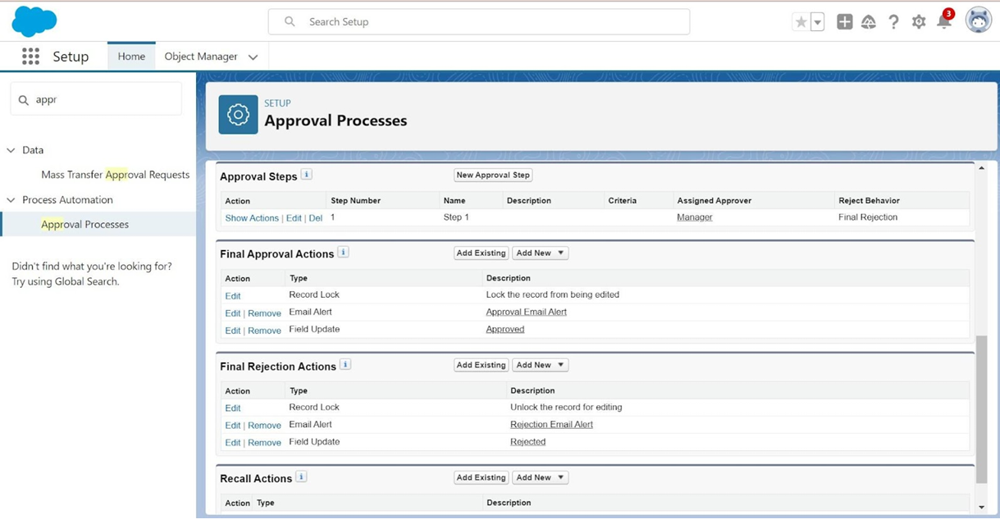 Search Setup
3
Setup
Home
Object Manager
appr
Data
Mass Transfer Approval Requests
Process Automation
Approval Processes
Didn't find what you're looking for?
Try using Global Search.
SETUP
Approval Processes
Approval Steps i New Approval Step
Action Step Number Name Description Criteria Assigned Approver Reject Behavior
Show Actions | Edit | Del 1 Step 1 Manager Final Rejection
Final Approval Actions i Add Existing Add New
Action Type Description
Edit Record Lock Lock the record from being edited
Edit | Remove Email Alert Approval Email Alert
Edit | Remove Field Update Approved
Final Rejection Actions i Add Existing Add New
Action Type Description
Edit Record Lock Unlock the record for editing
Edit | Remove Email Alert Rejection Email Alert
Edit | Remove Field Update Rejected
Recall Actions i Add Existing Add New
Action Type Description